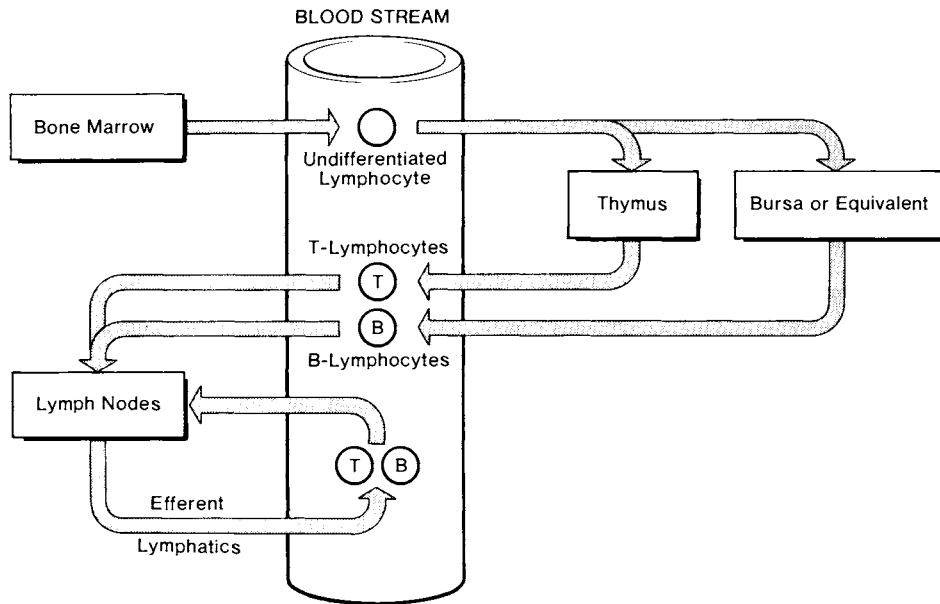 BLOOD STREAM
Bone Marrow
Undifferentiated
Lymphocyte
Thymus
Bursa or Equivalent
T-Lymphocytes
T
B
B-Lymphocytes
Lymph Nodes
T B
Efferent
Lymphatics